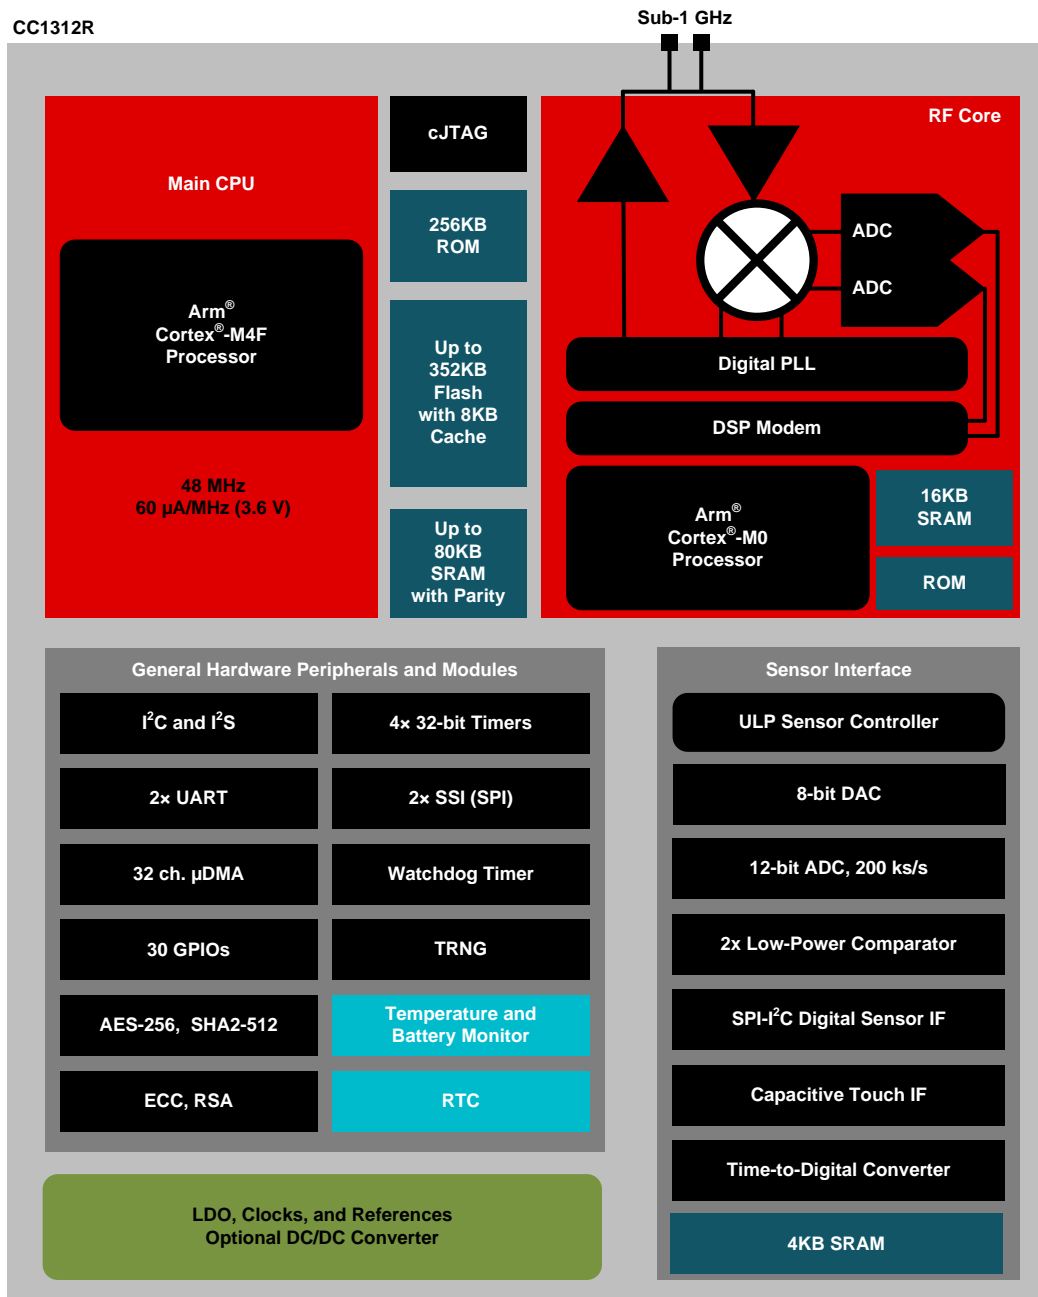 CC1312R
Sub-1 GHz
Main CPU
Arm®
Cortex®-M4F
Processor
48 MHz
60 µA/MHz (3.6 V)
cJTAG
256KB
ROM
Up to
352KB
Flash
with 8KB
Cache
Up to
80KB
SRAM
with Parity
RF Core
ADC
ADC
Digital PLL
DSP Modem
Arm®
Cortex®-M0
Processor
16KB
SRAM
ROM
General Hardware Peripherals and Modules
I²C and I²S
4× 32-bit Timers
2× UART
2× SSI (SPI)
32 ch. µDMA
Watchdog Timer
30 GPIOs
TRNG
AES-256, SHA2-512
Temperature and
Battery Monitor
ECC, RSA
RTC
LDO, Clocks, and References
Optional DC/DC Converter
Sensor Interface
ULP Sensor Controller
8-bit DAC
12-bit ADC, 200 ks/s
2x Low-Power Comparator
SPI-I²C Digital Sensor IF
Capacitive Touch IF
Time-to-Digital Converter
4KB SRAM